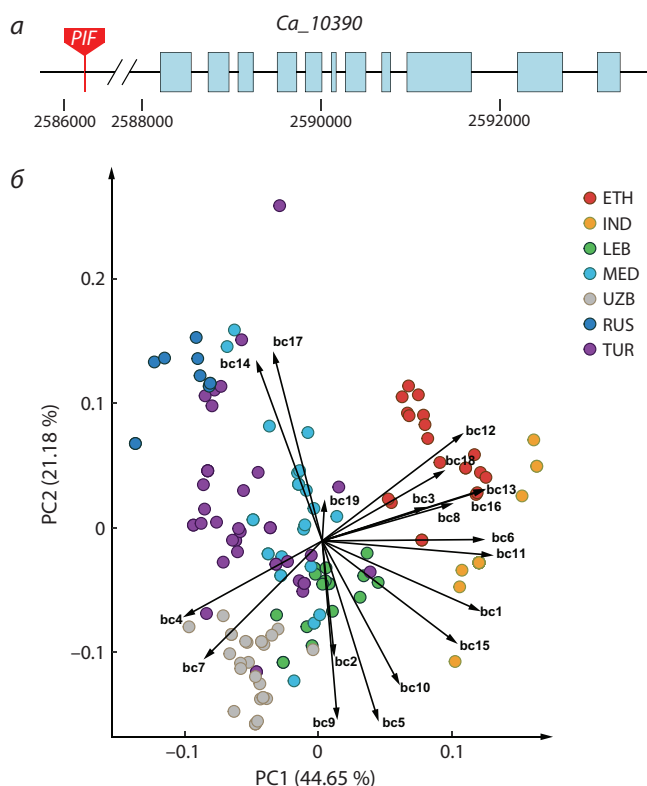 а
Ca_10390
PIF
2586000
2588000
2590000
2592000
б
ETH
IND
LEB
MED
UZB
RUS
TUR
PC2 (21.18 %)
0.2
0.1
0
−0.1
bc17
bc14
bc12
bc18
bc13
bc3
bc16
bc8
bc19
bc6
bc11
bc4
bc1
bc7
bc2
bc15
bc10
bc9
bc5
−0.1
0
0.1
PC1 (44.65 %)